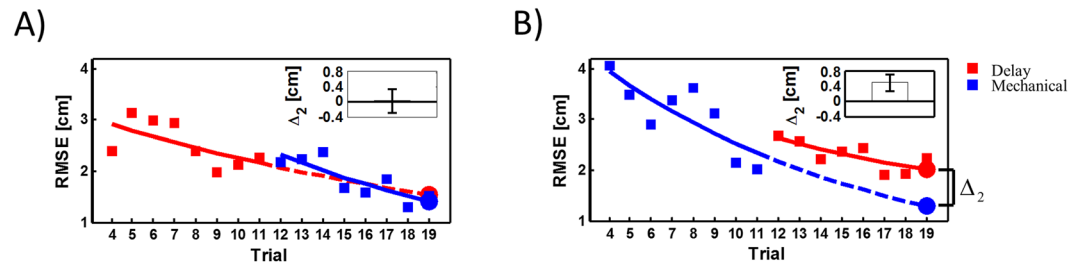 A)
B)
RMSE [cm]
4
3
2
1
4 5 6 7 8 9 10 11 12 13 14 15 16 17 18 19
Trial
Δ2 [cm]
0.8
0.4
0
-0.4
RMSE [cm]
4
3
2
1
4 5 6 7 8 9 10 11 12 13 14 15 16 17 18 19
Trial
Δ2 [cm]
0.8
0.4
0
-0.4
Δ2
Delay
Mechanical